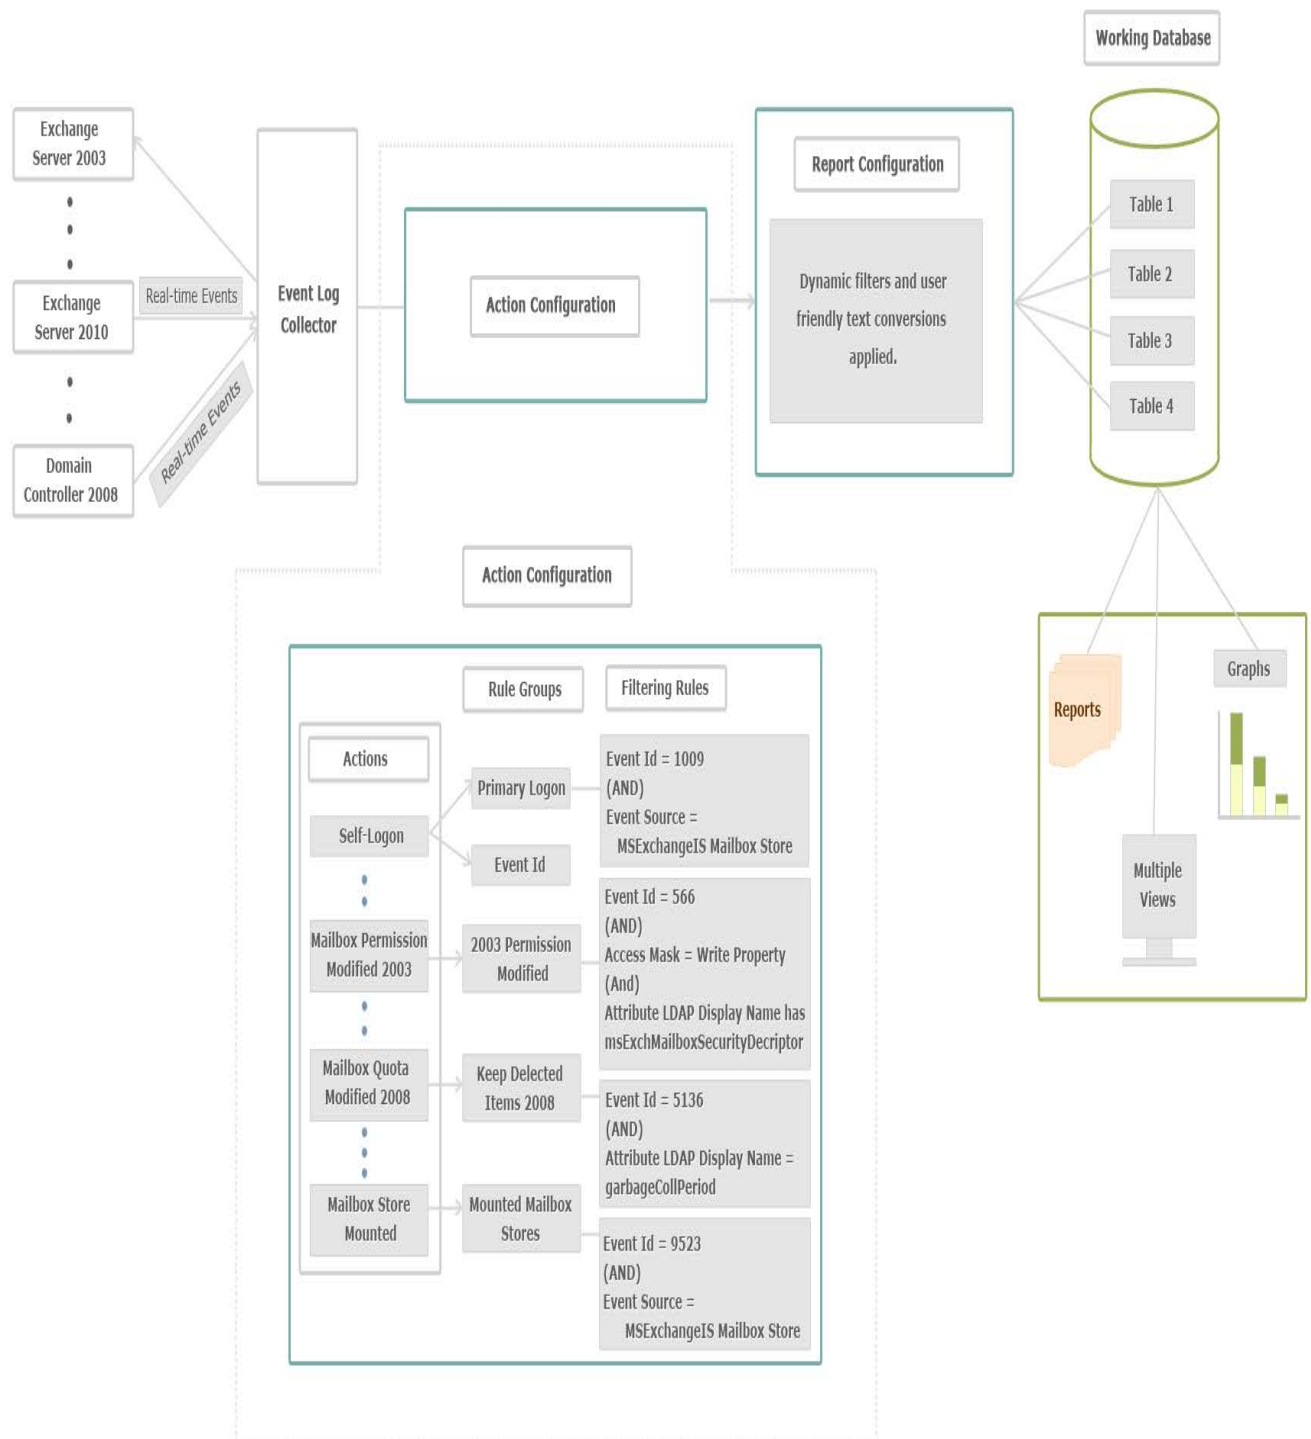 Working Database
Exchange
Server 2003
Exchange
Server 2010
Domain
Controller 2008
Real-time Events
Real-time Events
Event Log
Collector
Action Configuration
Report Configuration
Dynamic filters and user
friendly text conversions
applied.
Table 1
Table 2
Table 3
Table 4
Reports
Graphs
Multiple
Views
Action Configuration
Rule Groups
Filtering Rules
Actions
Self-Logon
Primary Logon
Event Id
Event Id = 1009
(AND)
Event Source =
MSExchangeIS Mailbox Store
Mailbox Permission
Modified 2003
2003 Permission
Modified
Event Id = 566
(AND)
Access Mask = Write Property
(And)
Attribute LDAP Display Name has
msExchMailboxSecurityDecriptor
Mailbox Quota
Modified 2008
Keep Delected
Items 2008
Event Id = 5136
(AND)
Attribute LDAP Display Name =
garbageCollPeriod
Mailbox Store
Mounted
Mounted Mailbox
Stores
Event Id = 9523
(AND)
Event Source =
MSExchangeIS Mailbox Store